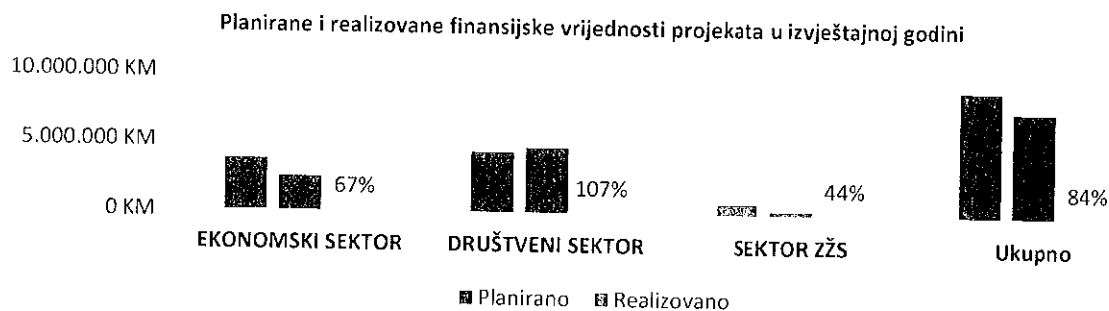 Planirane i realizovane finansijske vrijednosti projekata u izvještajnoj godini
10.000.000 KM
5.000.000 KM
0 KM
67%
107%
44%
84%
EKONOMSKI SEKTOR
DRUŠTVENI SEKTOR
SEKTOR ZŽS
Ukupno
Planirano
Realizovano